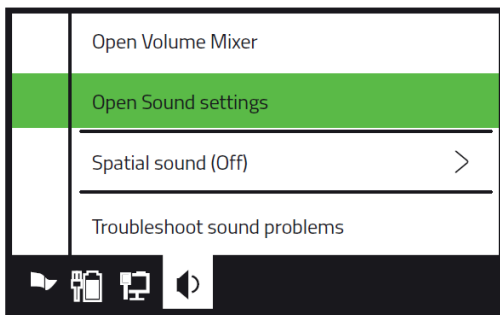 Open Volume Mixer
Open Sound settings
Spatial sound (Off)
Troubleshoot sound problems